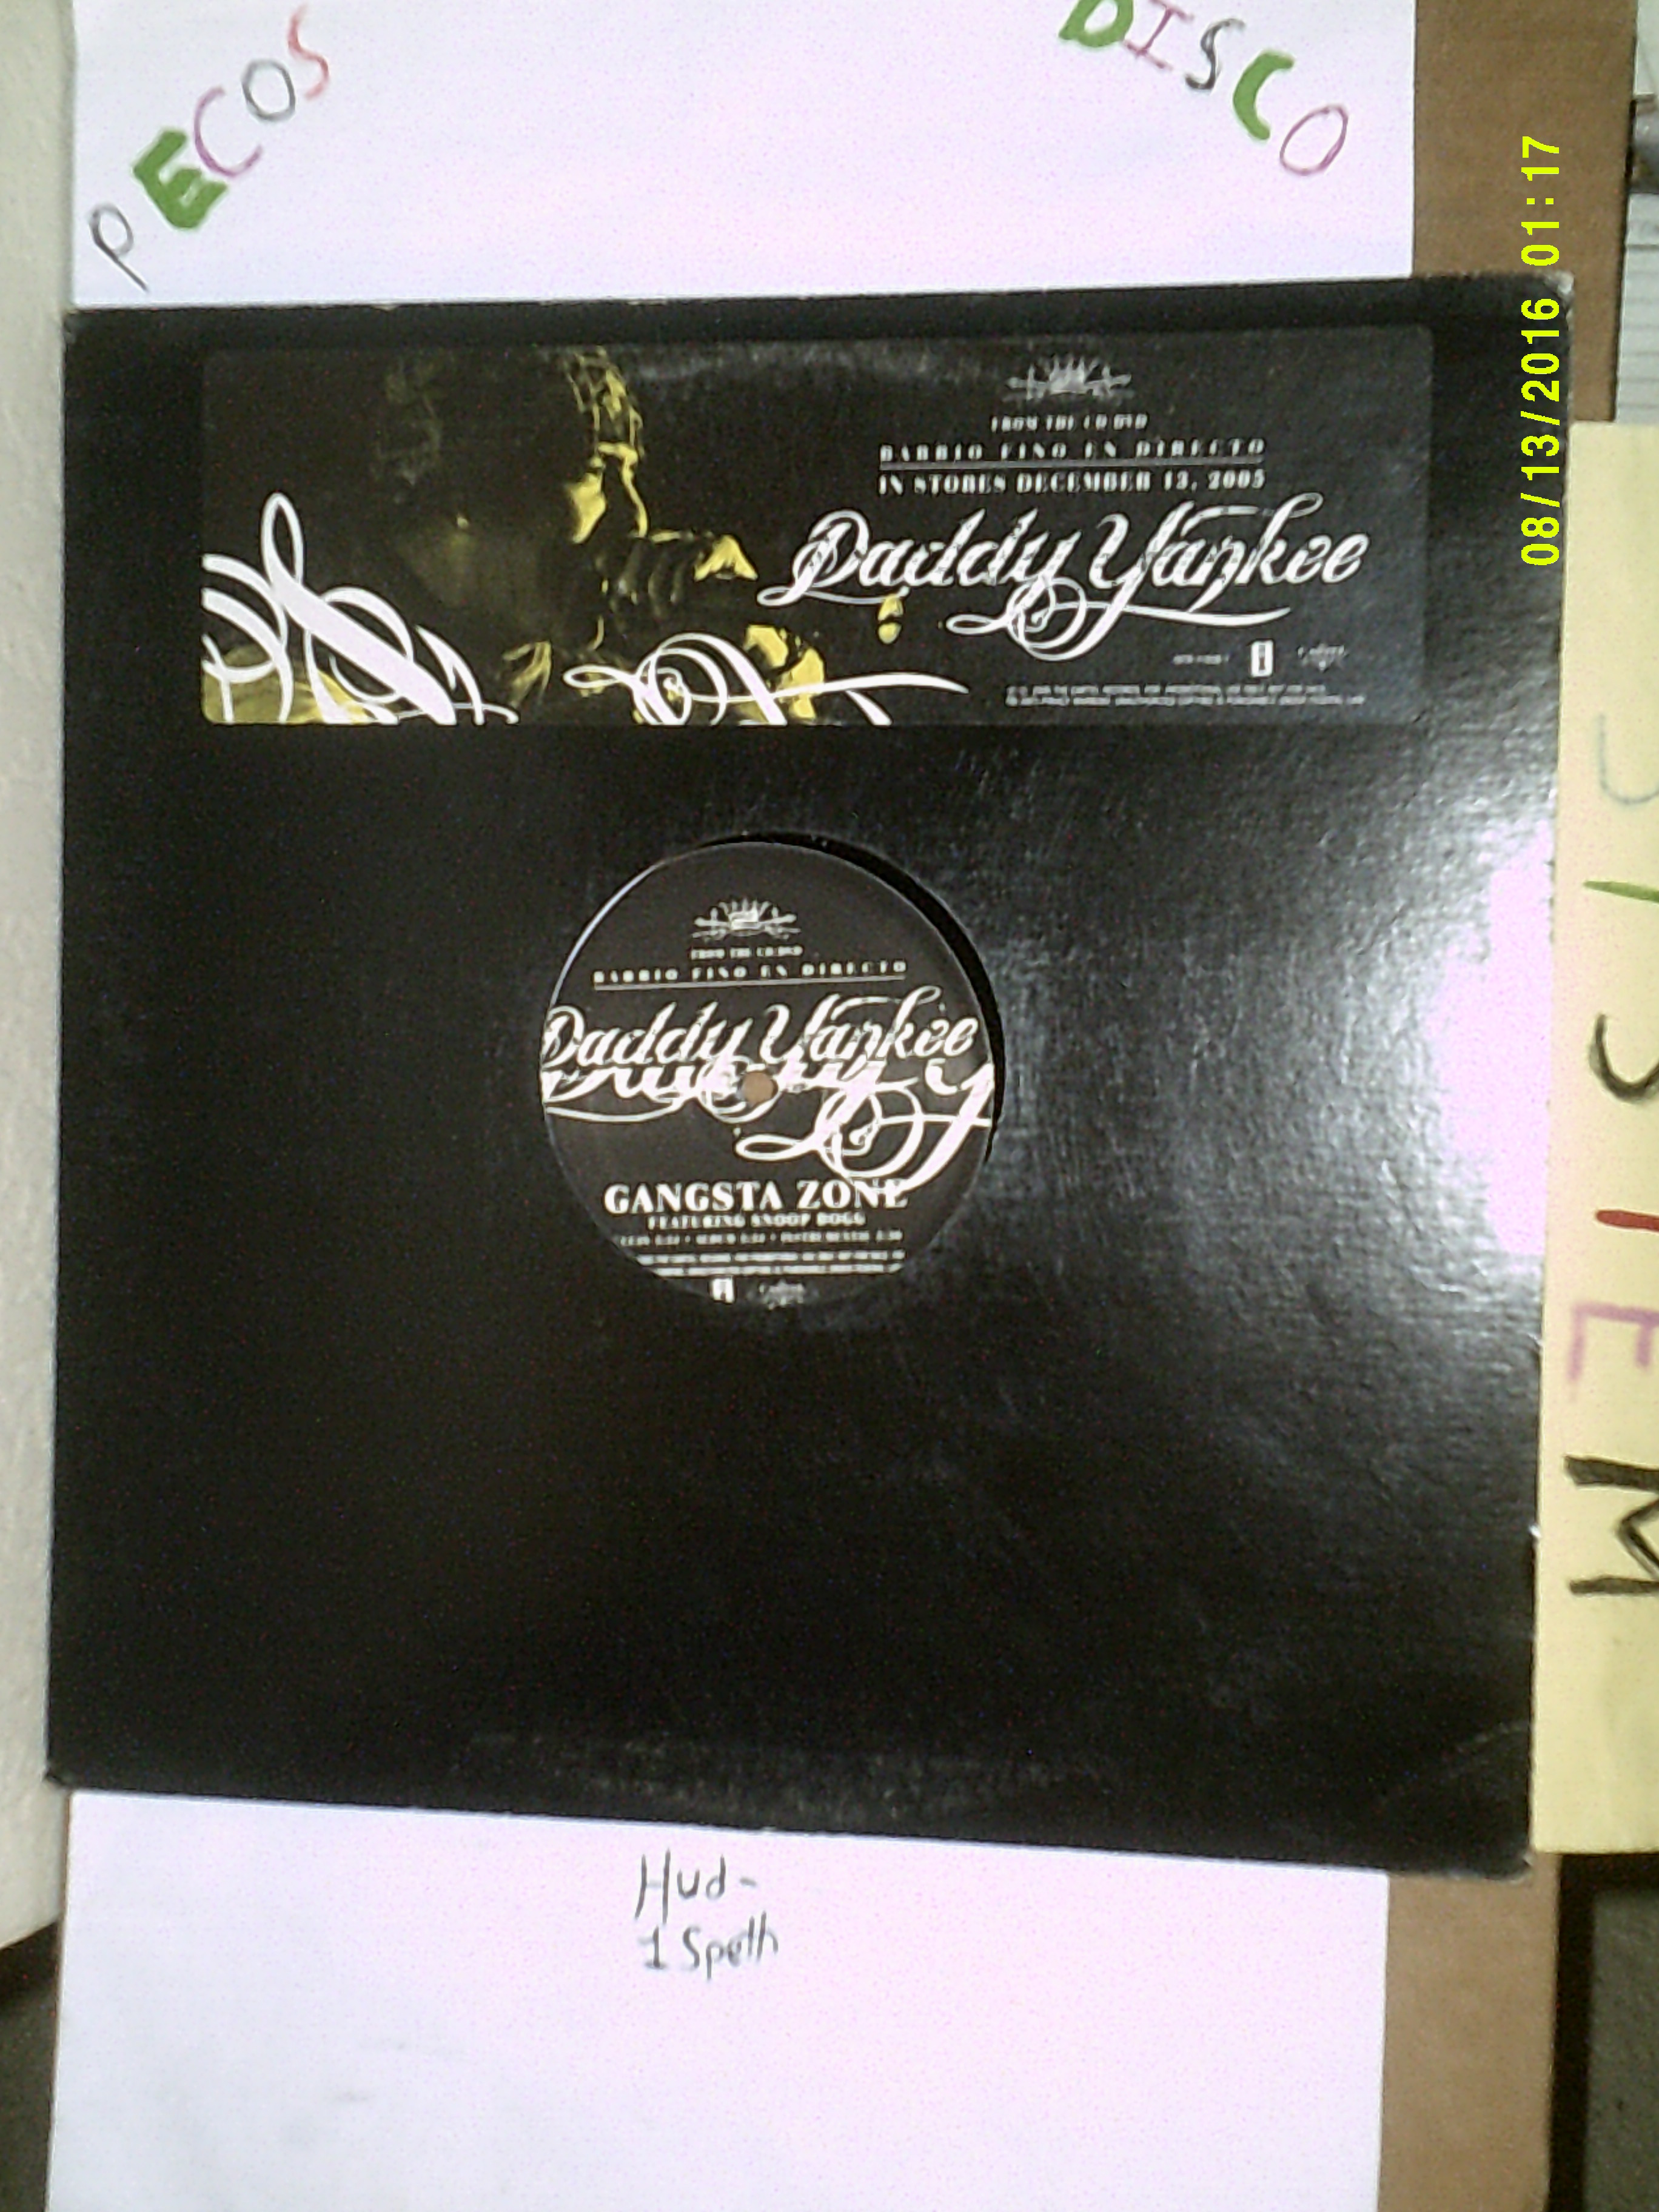 PECOS
DISCO
08/13/2016 01:17
FROM THE CD/DVD
BARRIO FINO EN DIRECTO
IN STORES DECEMBER 13, 2005
Daddy Yankee
FROM THE CD/DVD
BARRIO FINO EN DIRECTO
Daddy Yankee
GANGSTA ZONE
FEATURING SNOOP DOGG
SISTEM
Hud-
1 Speth